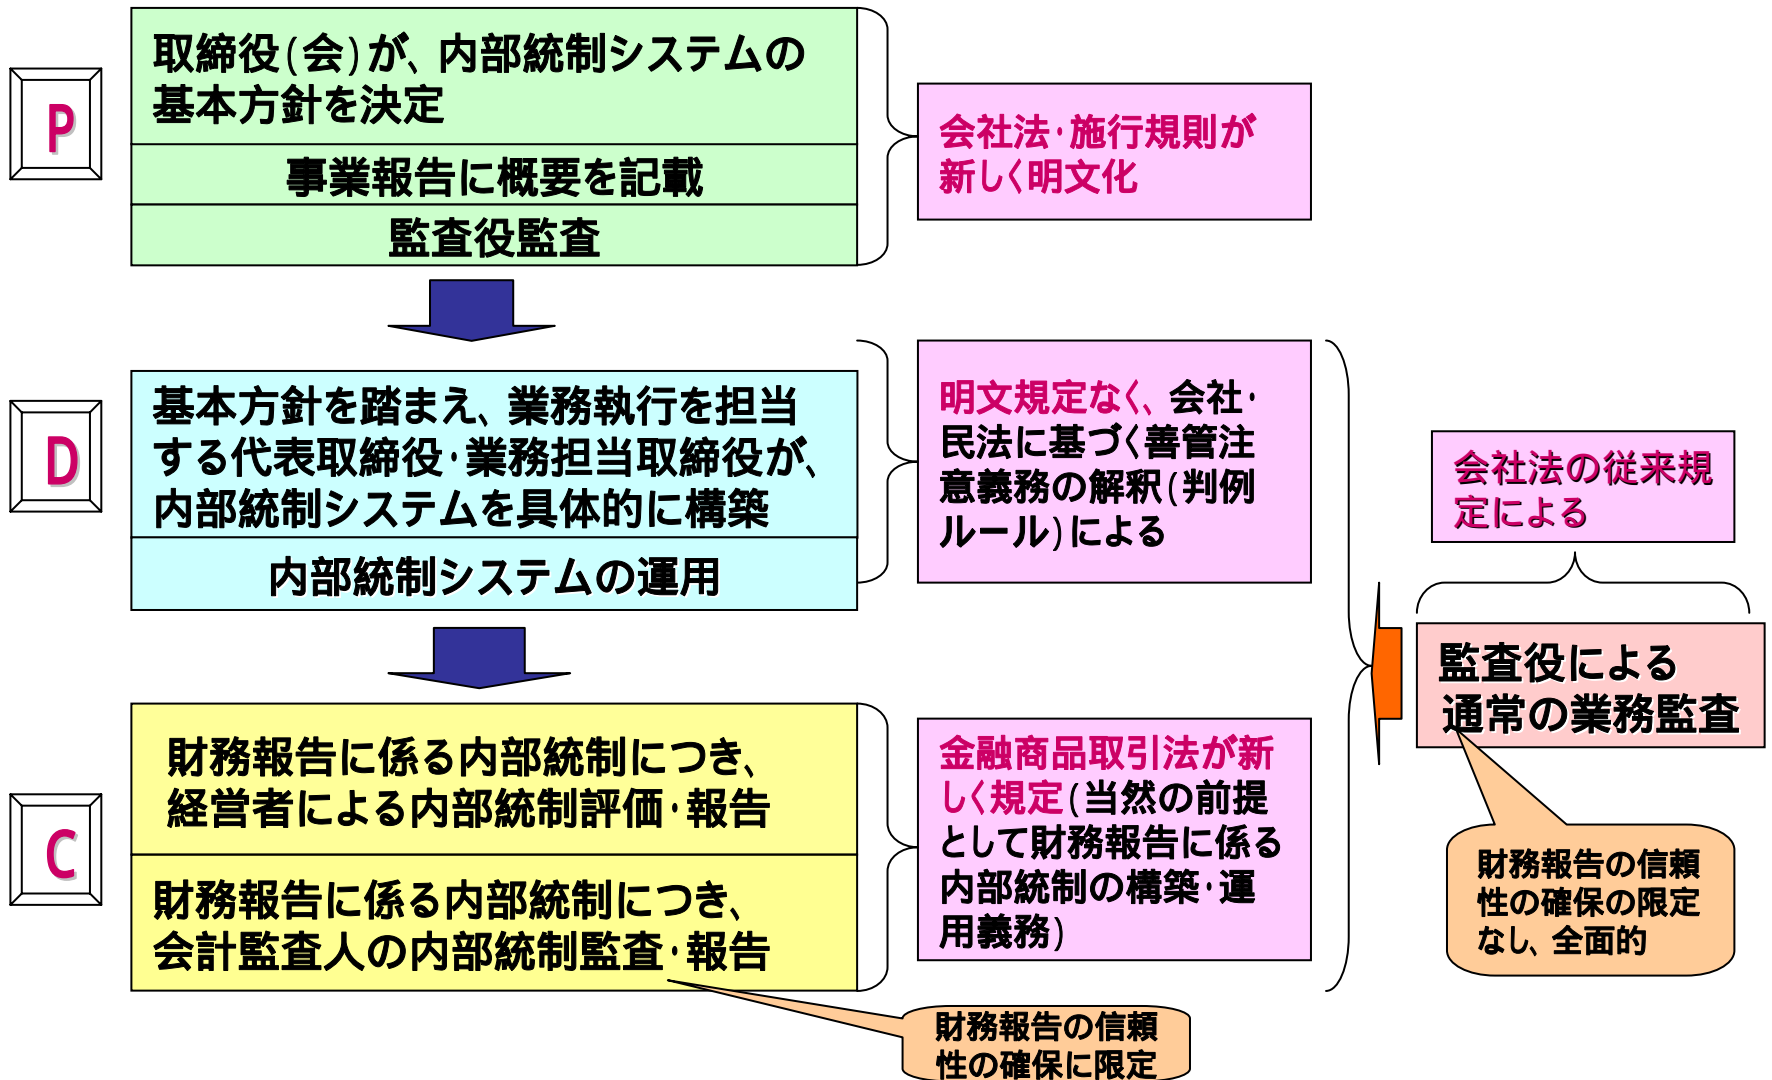 P
取締役(会)が、内部統制システムの
基本方針を決定
事業報告に概要を記載
監査役監査
会社法・施行規則が
新しく明文化
D
基本方針を踏まえ、業務執行を担当
する代表取締役・業務担当取締役が、
内部統制システムを具体的に構築
内部統制システムの運用
明文規定なく、会社・
民法に基づく善管注
意義務の解釈(判例
ルール)による
会社法の従来規
定による
監査役による
通常の業務監査
財務報告の信頼
性の確保の限定
なし、全面的
C
財務報告に係る内部統制につき、
経営者による内部統制評価・報告
財務報告に係る内部統制につき、
会計監査人の内部統制監査・報告
金融商品取引法が新
しく規定(当然の前提
として財務報告に係る
内部統制の構築・運
用義務)
財務報告の信頼
性の確保に限定